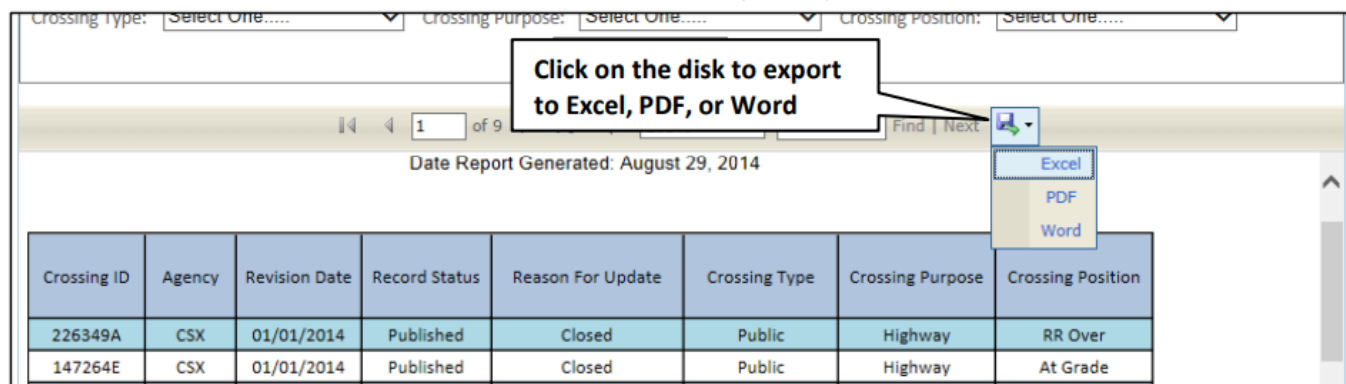 Crossing Type: Select One..... Crossing Purpose: Select One..... Crossing Position: Select One.....
Click on the disk to export
to Excel, PDF, or Word
1 of 9 Find | Next
Date Report Generated: August 29, 2014
Excel
PDF
Word
Crossing ID Agency Revision Date Record Status Reason For Update Crossing Type Crossing Purpose Crossing Position
226349A CSX 01/01/2014 Published Closed Public Highway RR Over
147264E CSX 01/01/2014 Published Closed Public Highway At Grade